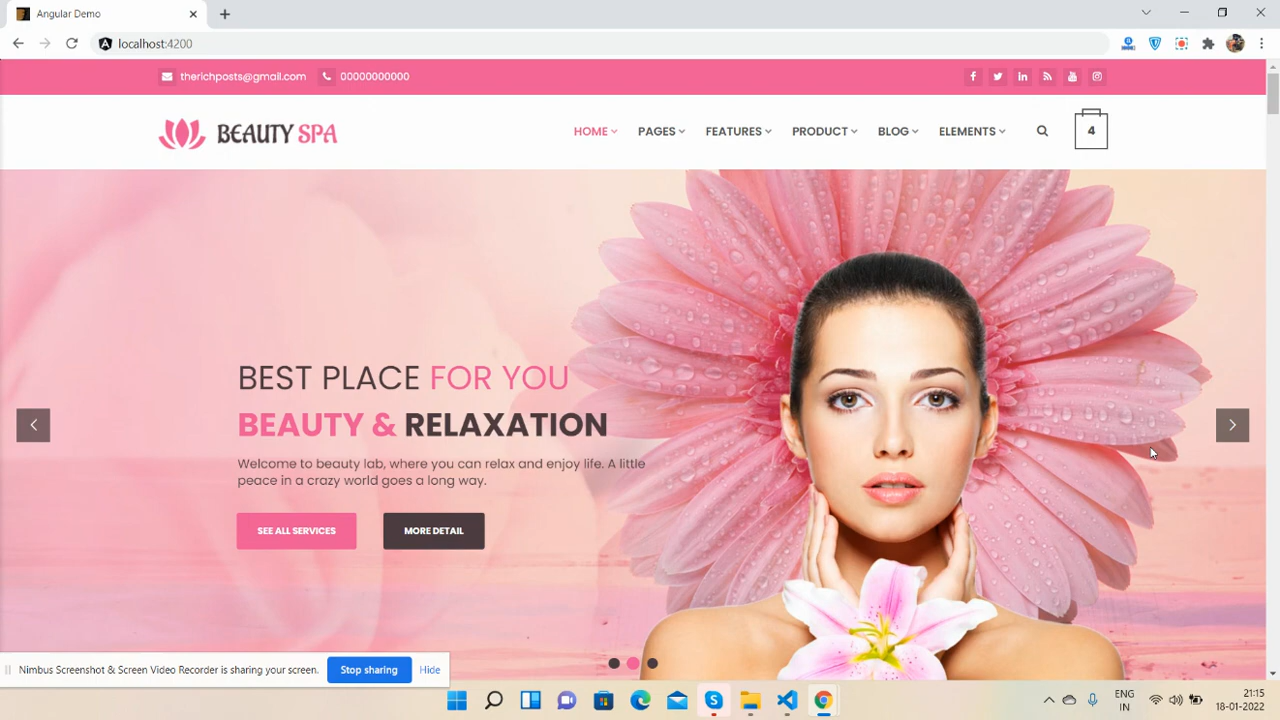 Angular Demo
localhost:4200
therichposts@gmail.com 00000000000
BEAUTY SPA
HOME PAGES FEATURES PRODUCT BLOG ELEMENTS 4
BEST PLACE FOR YOU
BEAUTY & RELAXATION
Welcome to beauty lab, where you can relax and enjoy life. A little
peace in a crazy world goes a long way.
SEE ALL SERVICES MORE DETAIL
Nimbus Screenshot & Screen Video Recorder is sharing your screen. Stop sharing Hide
ENG
IN
21:15
18-01-2022